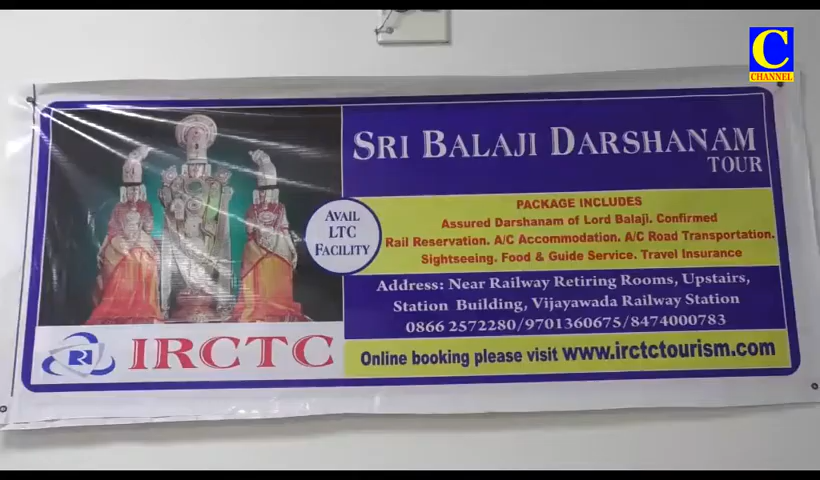 C
CHANNEL
SRI BALAJI DARSHANAM
TOUR
PACKAGE INCLUDES
Assured Darshanam of Lord Balaji. Confirmed
Rail Reservation. A/C Accommodation. A/C Road Transportation.
Sightseeing. Food & Guide Service. Travel Insurance
AVAIL
LTC
FACILITY
Address: Near Railway Retiring Rooms, Upstairs,
Station Building, Vijayawada Railway Station
0866 2572280/9701360675/8474000783
IRCTC
Online booking please visit www.irctctourism.com